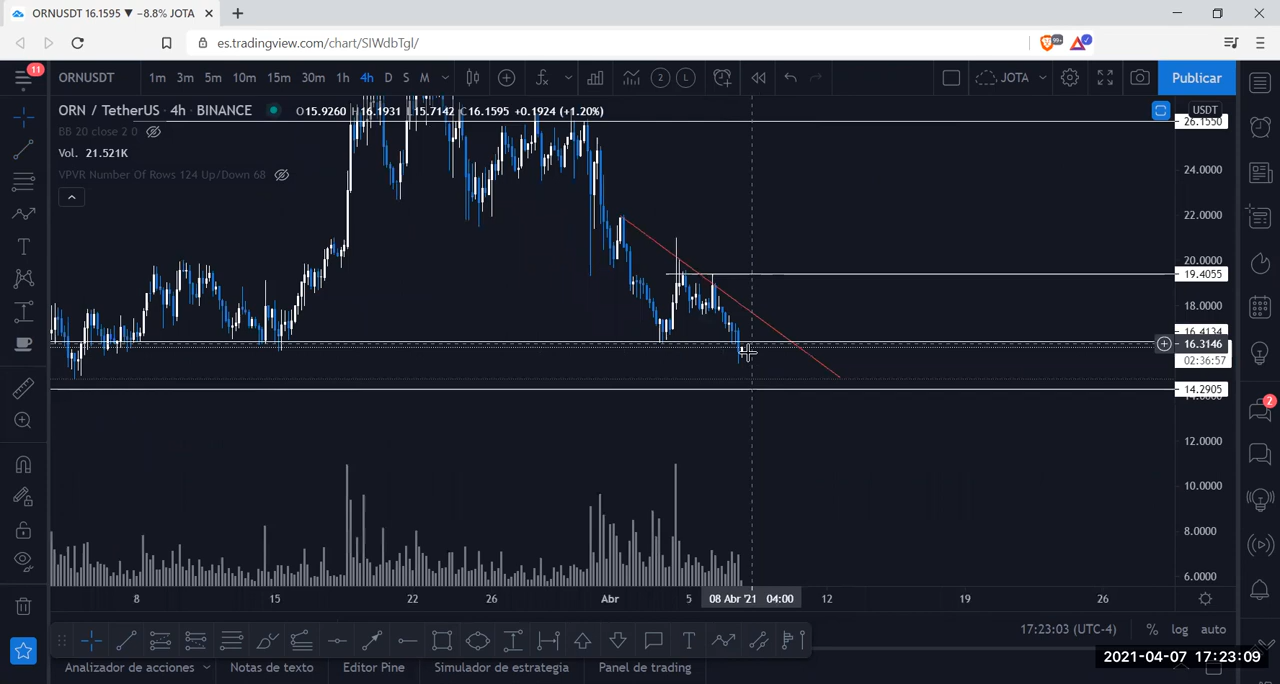 ORNUSDT 16.1595 ▼ −8.8% JOTA
es.tradingview.com/chart/SIWdbTgl/
99+
11
ORNUSDT 1m 3m 5m 10m 15m 30m 1h 4h D S M 2 L JOTA Publicar
ORN / TetherUS · 4h · BINANCE O15.9260 H16.1931 L15.7142 C16.1595 +0.1924 (+1.20%)
USDT
BB 20 close 2 0
Vol. 21.521K
VPVR Number Of Rows 124 Up/Down 68
26.1550
24.0000
22.0000
20.0000
19.4055
18.0000
16.4134
16.3146
02:36:57
14.2905
12.0000
10.0000
8.0000
6.0000
2
8 15 22 26 Abr 5 08 Abr '21 04:00 12 19 26
17:23:03 (UTC-4) % log auto
2021-04-07 17:23:09
Analizador de acciones Notas de texto Editor Pine Simulador de estrategia Panel de trading